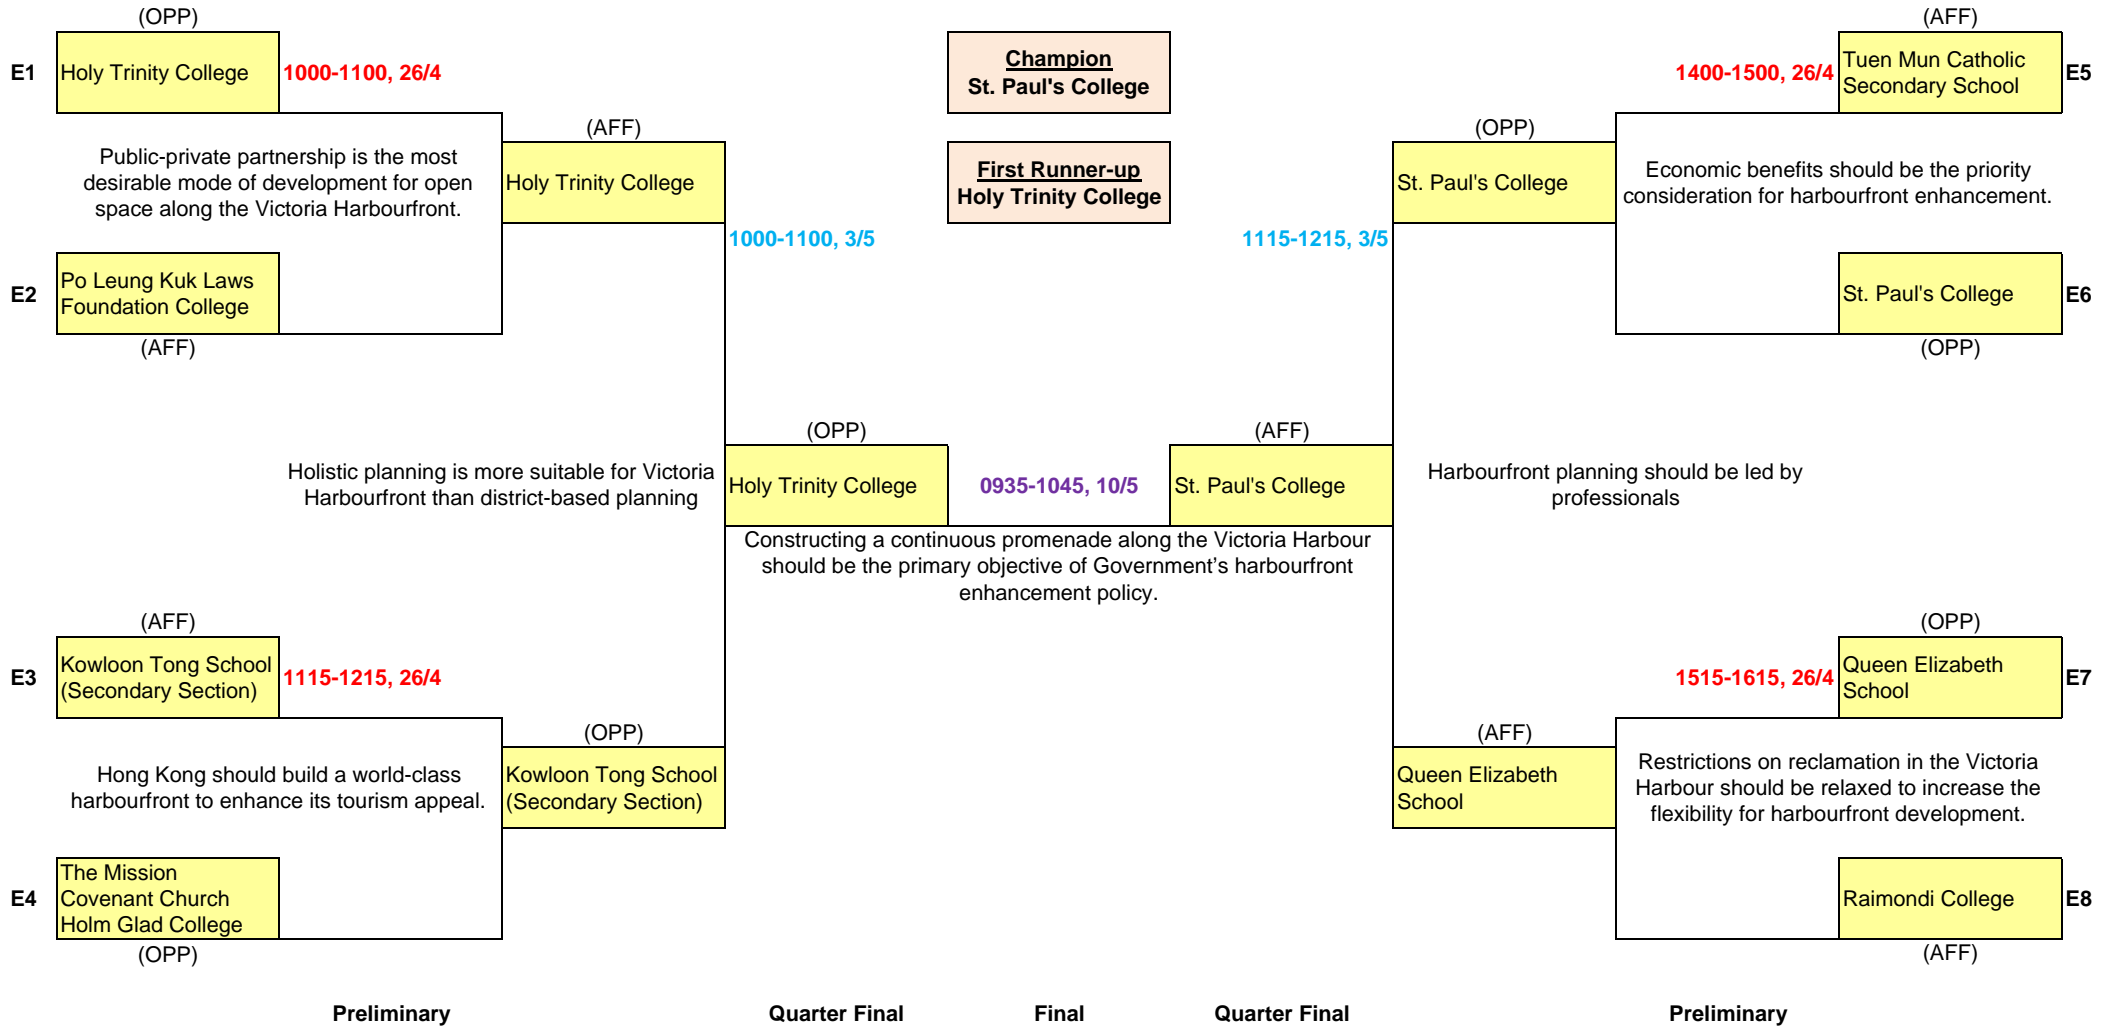 (OPP)
E1
Holy Trinity College
1000-1100, 26/4
Public-private partnership is the most
desirable mode of development for open
space along the Victoria Harbourfront.
E2
Po Leung Kuk Laws
Foundation College
(AFF)
(AFF)
Holy Trinity College
1000-1100, 3/5
Holistic planning is more suitable for Victoria
Harbourfront than district-based planning
(AFF)
E3
Kowloon Tong School
(Secondary Section)
1115-1215, 26/4
Hong Kong should build a world-class
harbourfront to enhance its tourism appeal.
E4
The Mission
Covenant Church
Holm Glad College
(OPP)
(OPP)
Kowloon Tong School
(Secondary Section)
Champion
St. Paul's College
First Runner-up
Holy Trinity College
(OPP)
Holy Trinity College
0935-1045, 10/5
(AFF)
St. Paul's College
Constructing a continuous promenade along the Victoria Harbour
should be the primary objective of Government’s harbourfront
enhancement policy.
(OPP)
St. Paul's College
1115-1215, 3/5
Harbourfront planning should be led by
professionals
(AFF)
Queen Elizabeth
School
(AFF)
1400-1500, 26/4
Tuen Mun Catholic
Secondary School
E5
Economic benefits should be the priority
consideration for harbourfront enhancement.
St. Paul's College
E6
(OPP)
(OPP)
1515-1615, 26/4
Queen Elizabeth
School
E7
Restrictions on reclamation in the Victoria
Harbour should be relaxed to increase the
flexibility for harbourfront development.
Raimondi College
E8
(AFF)
Preliminary
Quarter Final
Final
Quarter Final
Preliminary